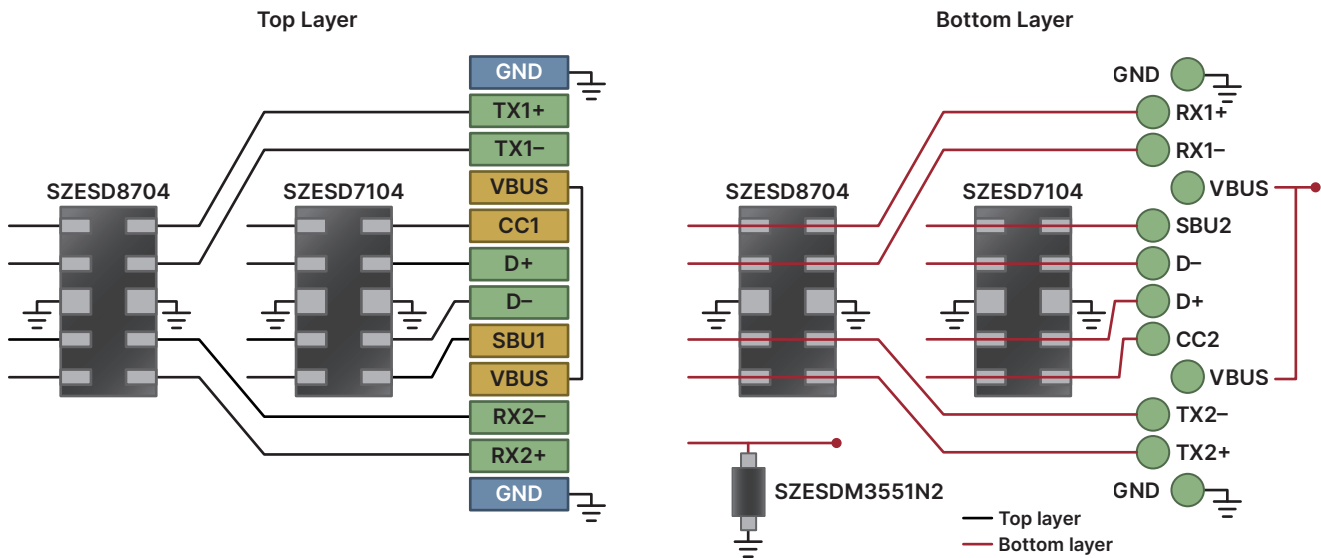 Top Layer
GND
TX1+
TX1–
SZESD8704
SZESD7104
VBUS
CC1
D+
D–
SBU1
VBUS
RX2–
RX2+
GND
Bottom Layer
GND
RX1+
RX1–
SZESD8704
SZESD7104
VBUS
SBU2
D–
D+
CC2
VBUS
TX2–
TX2+
GND
SZESDM3551N2
Top layer
Bottom layer